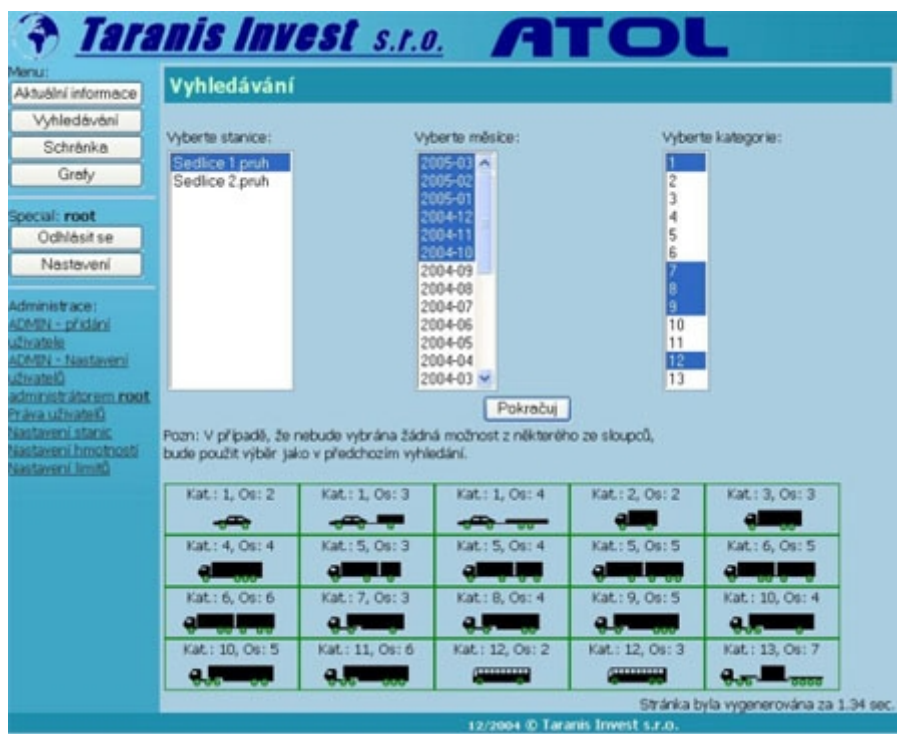 Taranis Invest s.r.o. ATOL
Menu:
Aktuální informace
Vyhledávání
Schránka
Grafy
Special: root
Odhlásit se
Nastavení
Administrace:
ADMIN - přidání
uživatele
ADMIN - Nastavení
uživatelů
administrátorem root
Práva uživatelů
Nastavení stanic
Nastavení hmotností
Nastavení limitů
Vyhledávání
Vyberte stanice: Vyberte měsíce: Vyberte kategorie:
Sedlice 1.pruh 2005-03 1
Sedlice 2.pruh 2005-02 2
2005-01 3
2004-12 4
2004-11 5
2004-10 6
2004-09 7
2004-08 8
2004-07 9
2004-06 10
2004-05 11
2004-04 12
2004-03 13
Pokračuj
Pozn: V případě, že nebude vybrána žádná možnost z některého ze sloupců,
bude použit výběr jako v předchozím vyhledání.
Kat.: 1, Os: 2 Kat.: 1, Os: 3 Kat.: 1, Os: 4 Kat.: 2, Os: 2 Kat.: 3, Os: 3
Kat.: 4, Os: 4 Kat.: 5, Os: 3 Kat.: 5, Os: 4 Kat.: 5, Os: 5 Kat.: 6, Os: 5
Kat.: 6, Os: 6 Kat.: 7, Os: 3 Kat.: 8, Os: 4 Kat.: 9, Os: 5 Kat.: 10, Os: 4
Kat.: 10, Os: 5 Kat.: 11, Os: 6 Kat.: 12, Os: 2 Kat.: 12, Os: 3 Kat.: 13, Os: 7
Stránka byla vygenerována za 1.34 sec.
12/2004 © Taranis Invest s.r.o.